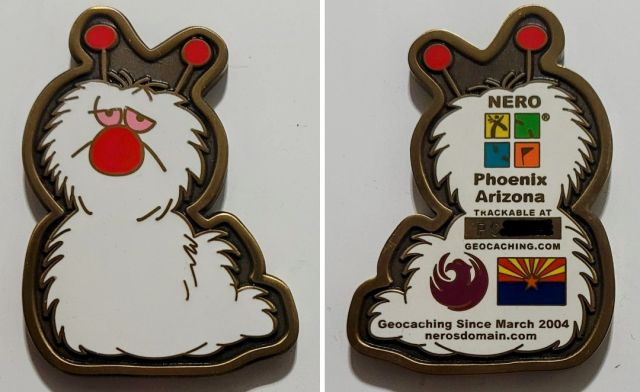 NERO
®
Phoenix
Arizona
TRACKABLE AT
GEOCACHING.COM
Geocaching Since March 2004
nerosdomain.com